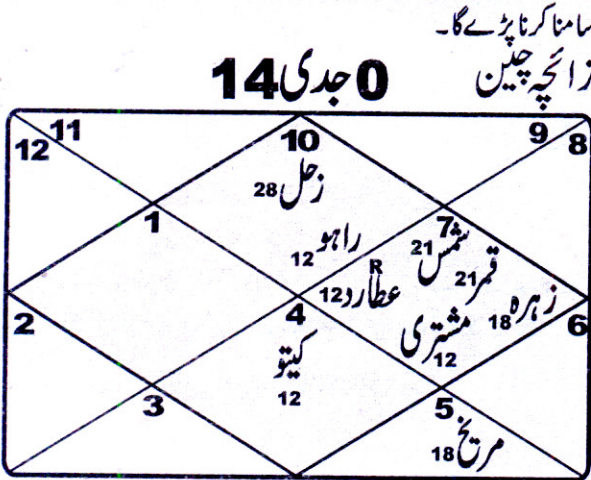 سامنا کرنا پڑے گا۔
زائچہ چین
0 جدی 14
11
12
10
9
8
زحل 28
1
7
شمس 21
راہو 12
قمر 21
R
عطارد 12
زہرہ 18
2
4
6
مشتری 12
کیتو 12
3
5
مریخ 18